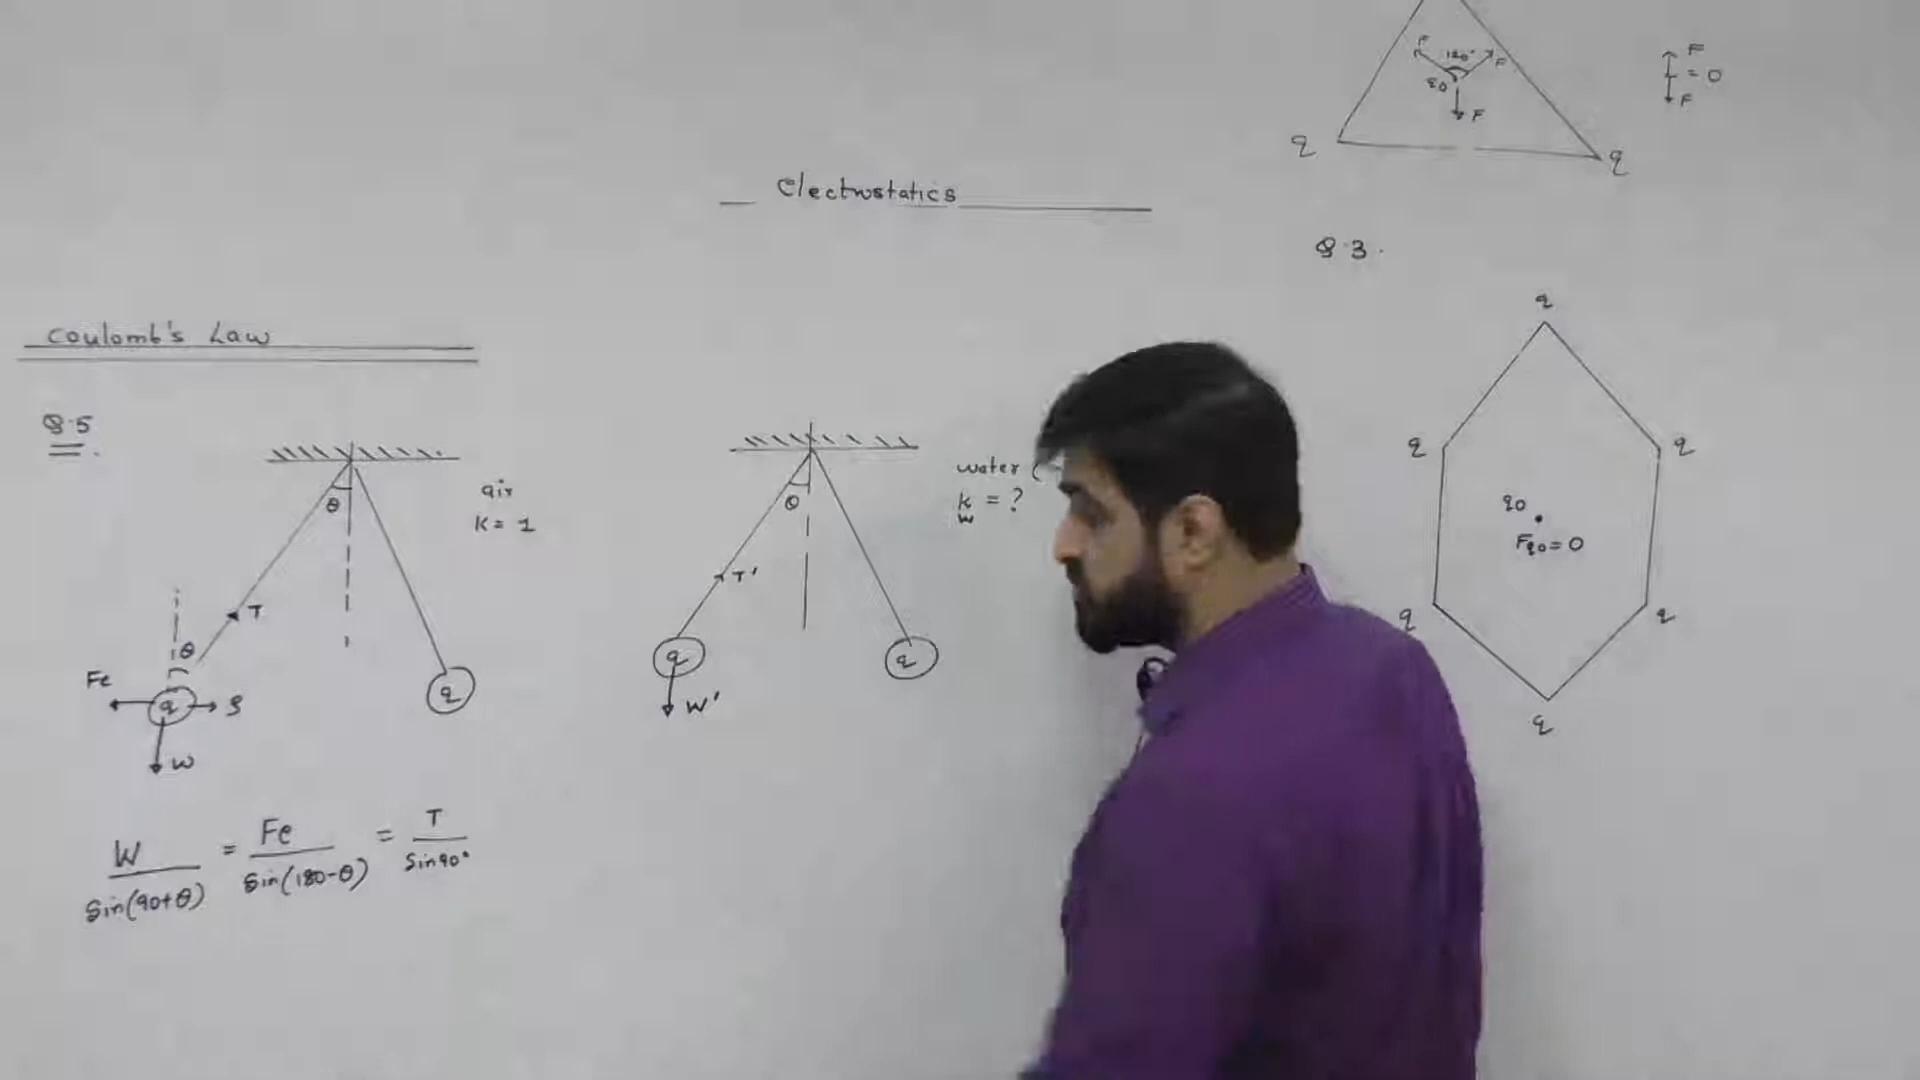 Electrostatics
Coulomb's Law
Q.5
θ
air
K = 1
T
θ
Fe
q
q
W
W/Sin(90+θ) = Fe/Sin(180-θ) = T/Sin90°
water (
k = ?
w
θ
T'
q
q
W'
F
120°
F
q0
F
q
q
F
= 0
F
Q.3.
q
q
q
q0
Fq0=0
q
q
q